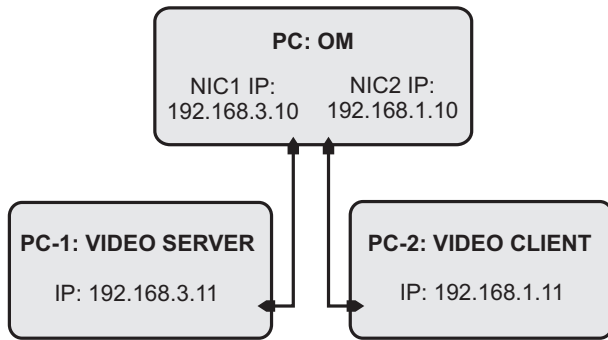 PC: OM
NIC1 IP: NIC2 IP:
192.168.3.10 192.168.1.10
PC-1: VIDEO SERVER
IP: 192.168.3.11
PC-2: VIDEO CLIENT
IP: 192.168.1.11